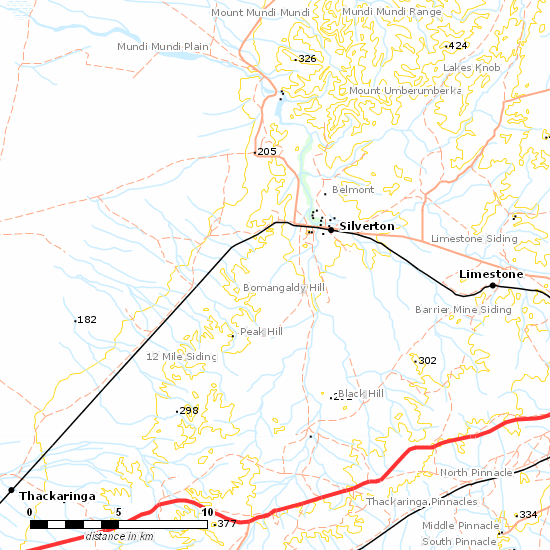 Mount Mundi Mundi
Mundi Mundi Range
Mundi Mundi Plain
424
326
Lakes Knob
Mount Umberumberka
205
Belmont
Silverton
Limestone Siding
Limestone
Bomangaldy Hill
Barrier Mine Siding
182
Peak Hill
12 Mile Siding
302
Black Hill
298
North Pinnacle
Thackaringa
Thackaringa Pinnacles
0 5 10
334
377
Middle Pinnacle
distance in km
South Pinnacle